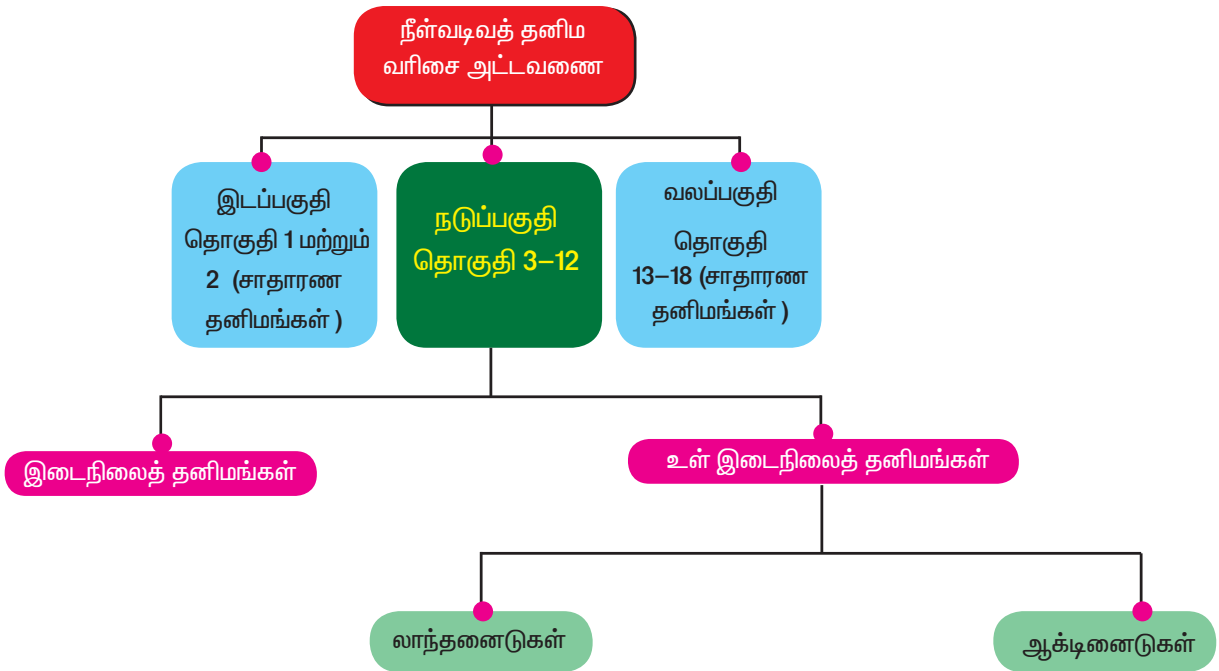 நீள்வடிவத் தனிம
வரிசை அட்டவணை
இடப்பகுதி
தொகுதி 1 மற்றும்
2 (சாதாரண
தனிமங்கள் )
நடுப்பகுதி
தொகுதி 3–12
வலப்பகுதி
தொகுதி
13–18 (சாதாரண
தனிமங்கள் )
இடைநிலைத் தனிமங்கள்
உள் இடைநிலைத் தனிமங்கள்
லாந்தனைடுகள்
ஆக்டினைடுகள்